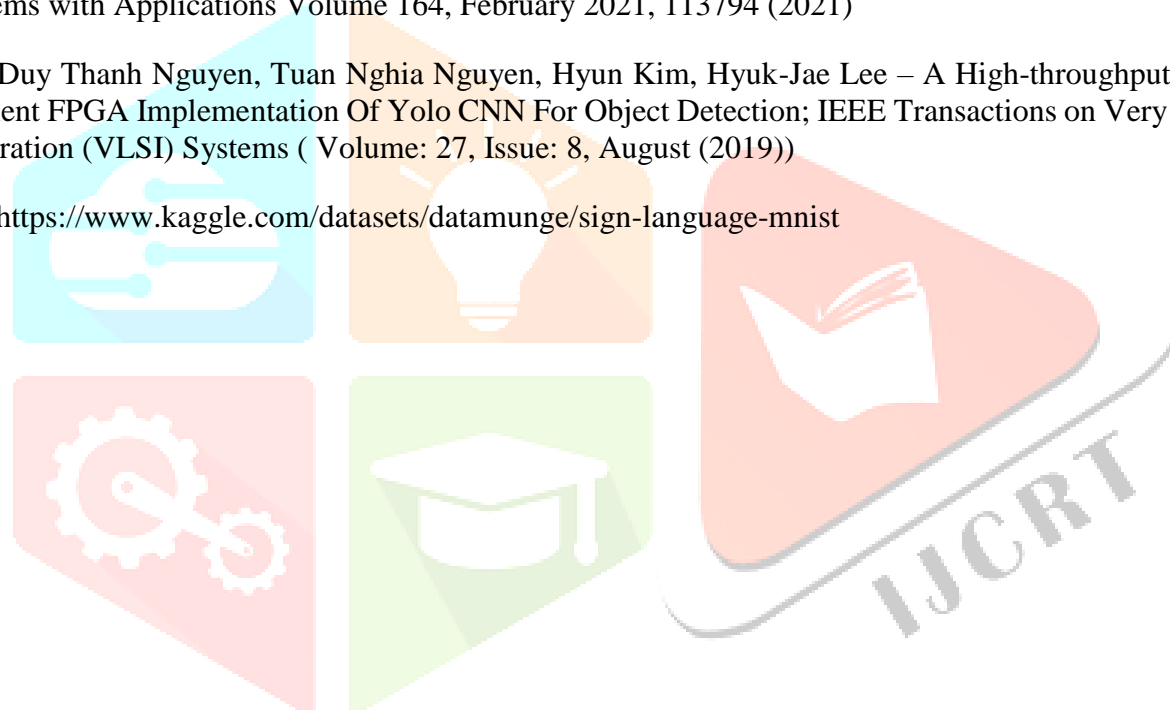 ems with Applications Volume 164, February 2021, 113794 (2021)
Duy Thanh Nguyen, Tuan Nghia Nguyen, Hyun Kim, Hyuk-Jae Lee – A High-throughput
ent FPGA Implementation Of Yolo CNN For Object Detection; IEEE Transactions on Very
ration (VLSI) Systems ( Volume: 27, Issue: 8, August (2019))
https://www.kaggle.com/datasets/datamunge/sign-language-mnist
IJCRT